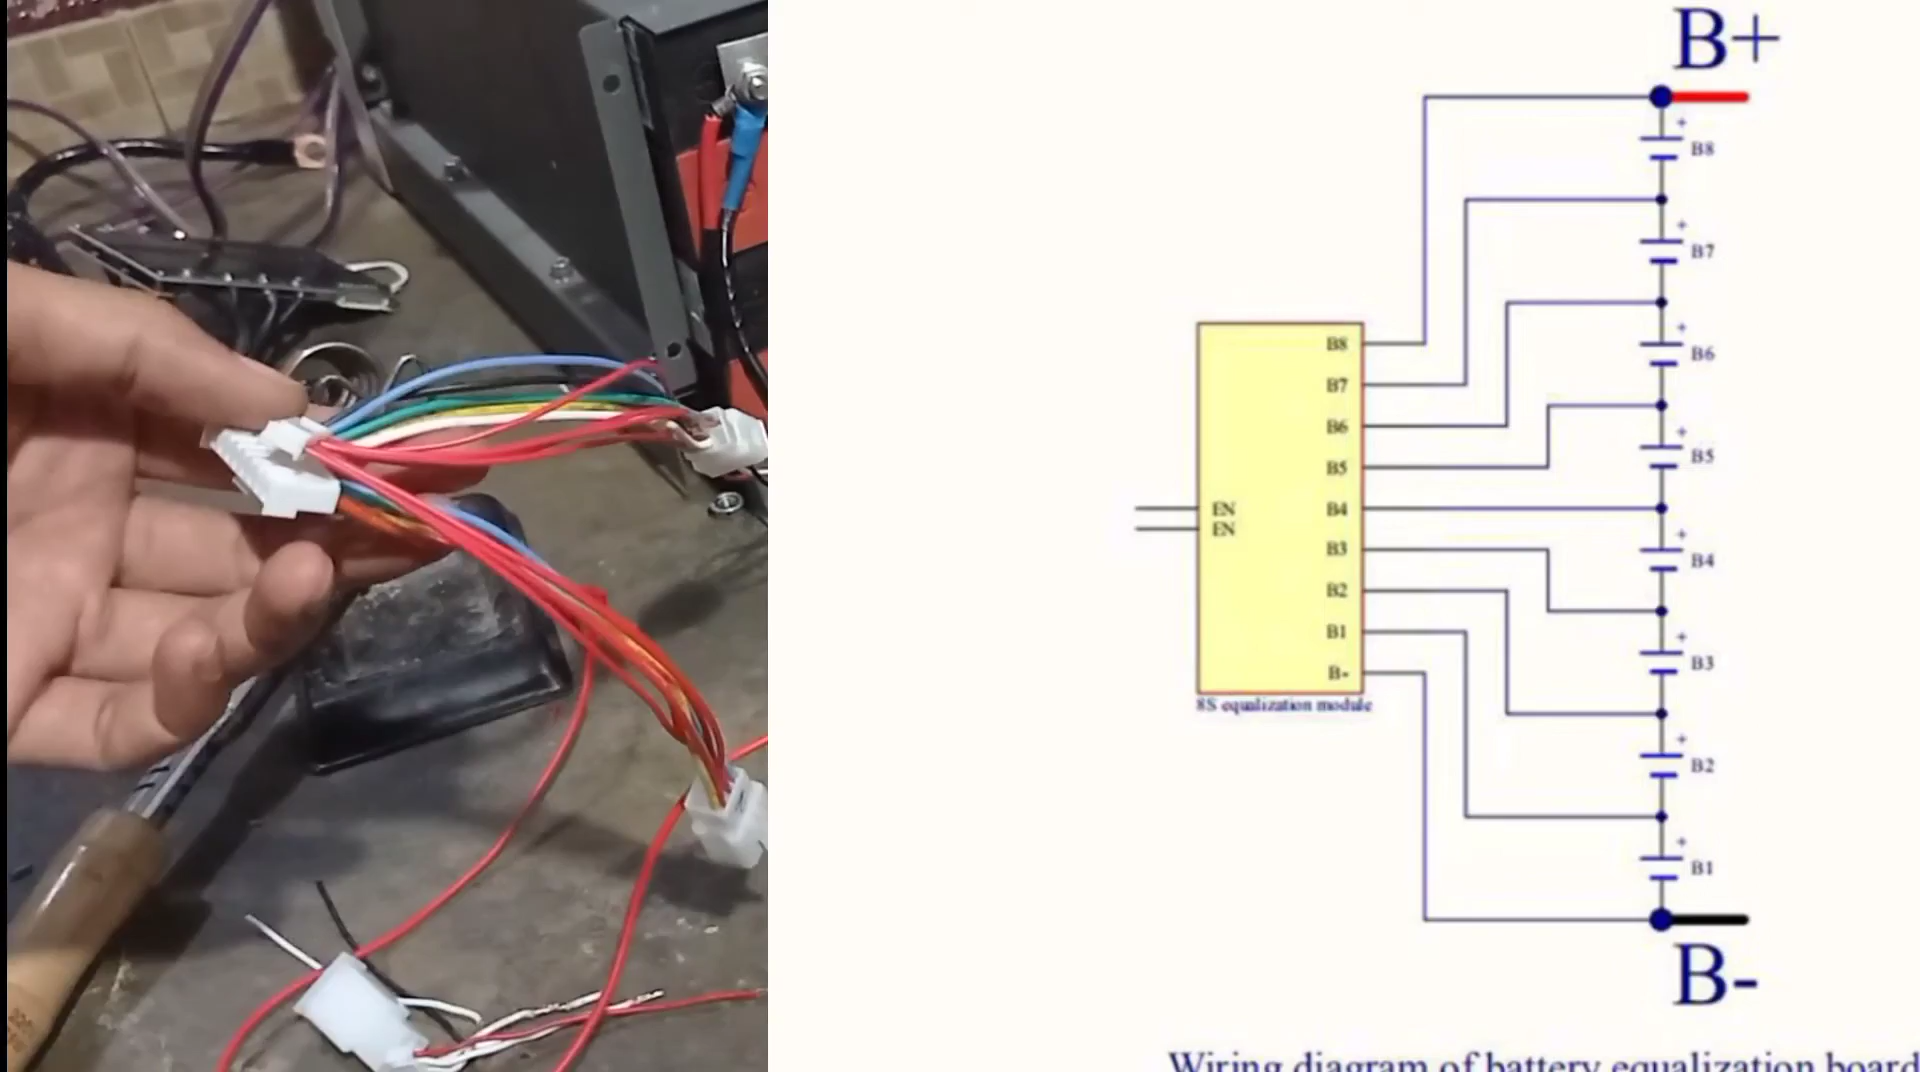 B+
B8
B7
B6
B5
B4
B3
B2
B1
B8
B7
B6
B5
B4
B3
B2
B1
B-
EN
EN
8S equalization module
B-
Wiring diagram of battery equalization board